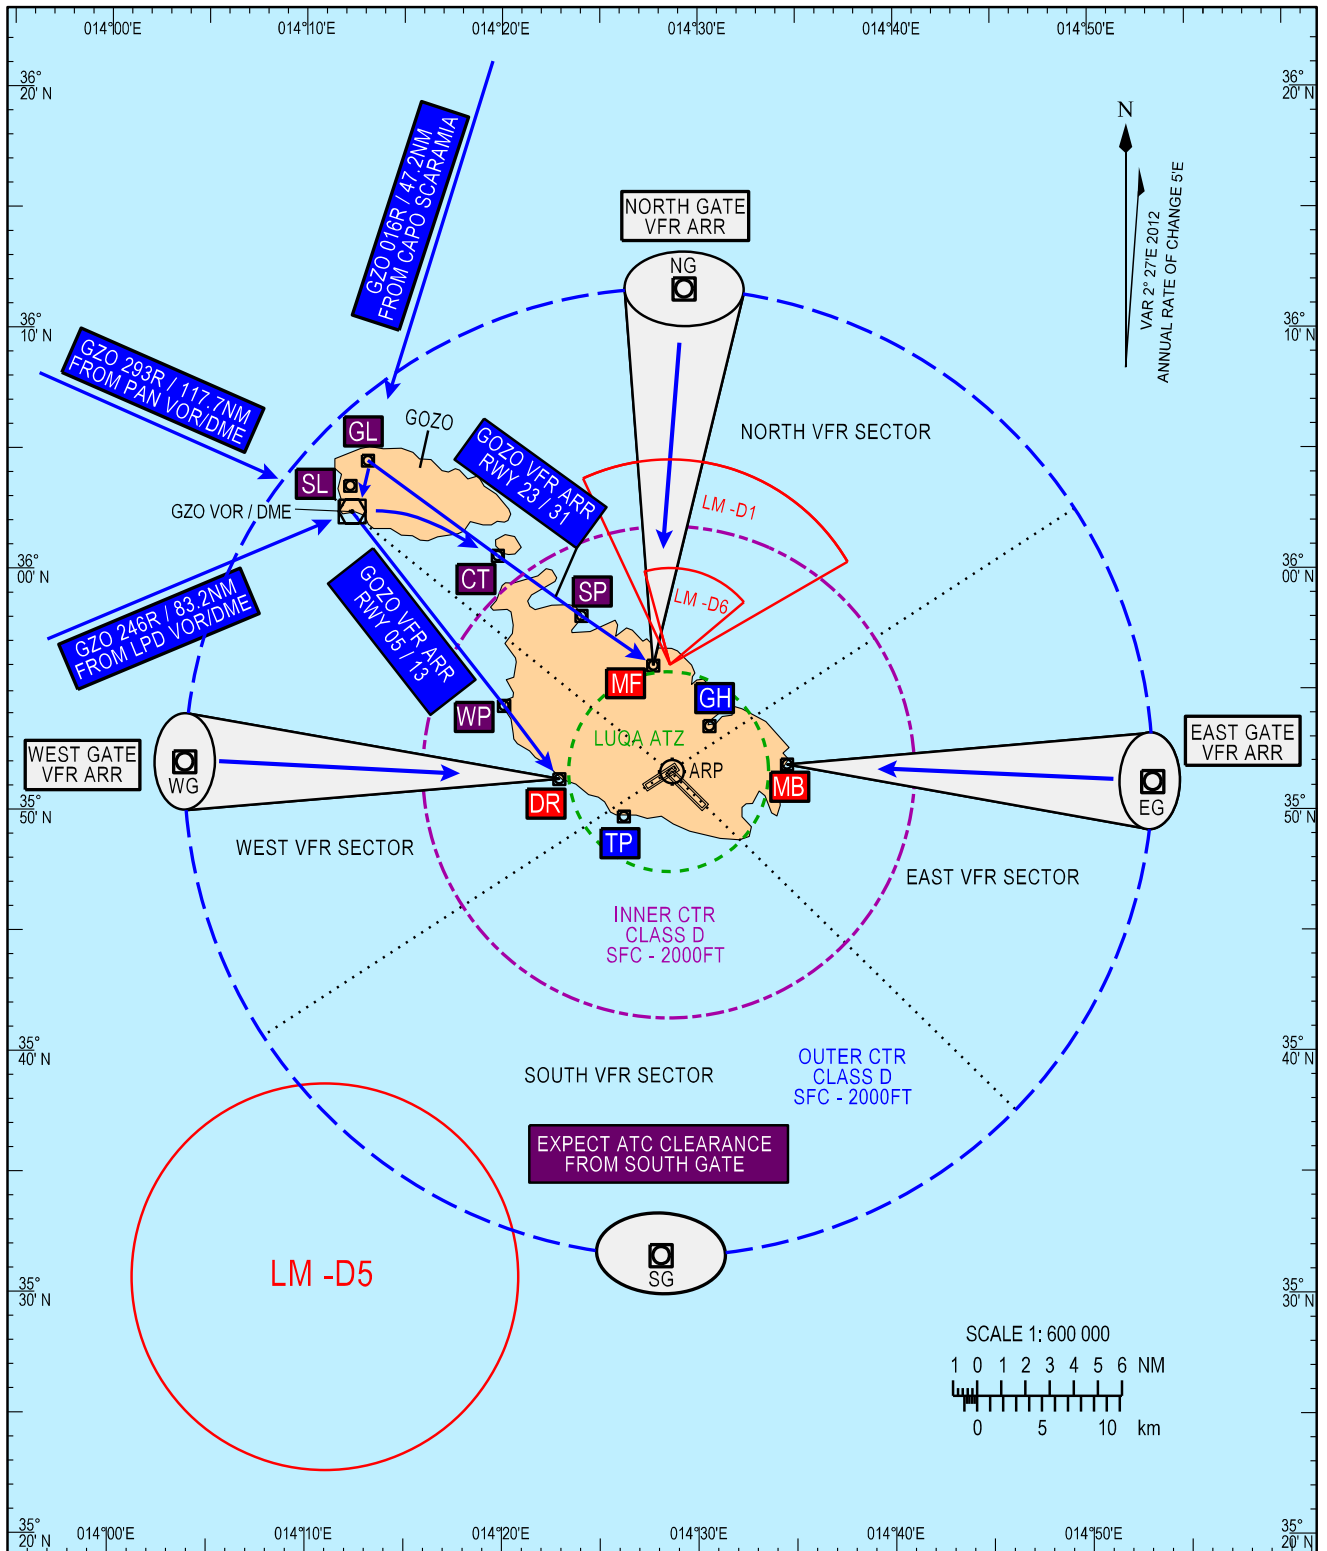 014°00'E
014°10'E
014°20'E
014°30'E
014°40'E
014°50'E
36°
20' N
36°
20' N
N
VAR 2° 27'E 2012
ANNUAL RATE OF CHANGE 5'E
GZO 016R / 47.2NM
FROM CAPO SCARAMIA
NORTH GATE
VFR ARR
NG
36°
10' N
36°
10' N
GZO 293R / 117.7NM
FROM PAN VOR/DME
GL
GOZO
GOZO VFR ARR
RWY 23 / 31
NORTH VFR SECTOR
SL
GZO VOR / DME
LM -D1
36°
00' N
36°
00' N
CT
SP
LM -D6
GZO 246R / 83.2NM
FROM LPD VOR/DME
GOZO VFR ARR
RWY 05 / 13
MF
GH
WP
LUQA ATZ
WEST GATE
VFR ARR
WG
EAST GATE
VFR ARR
EG
ARP
DR
MB
35°
50' N
35°
50' N
TP
WEST VFR SECTOR
EAST VFR SECTOR
INNER CTR
CLASS D
SFC - 2000FT
35°
40' N
35°
40' N
SOUTH VFR SECTOR
OUTER CTR
CLASS D
SFC - 2000FT
EXPECT ATC CLEARANCE
FROM SOUTH GATE
SG
LM -D5
35°
30' N
35°
30' N
SCALE 1: 600 000
1 0 1 2 3 4 5 6 NM
0 5 10 km
35°
20' N
35°
20' N
014°00'E
014°10'E
014°20'E
014°30'E
014°40'E
014°50'E